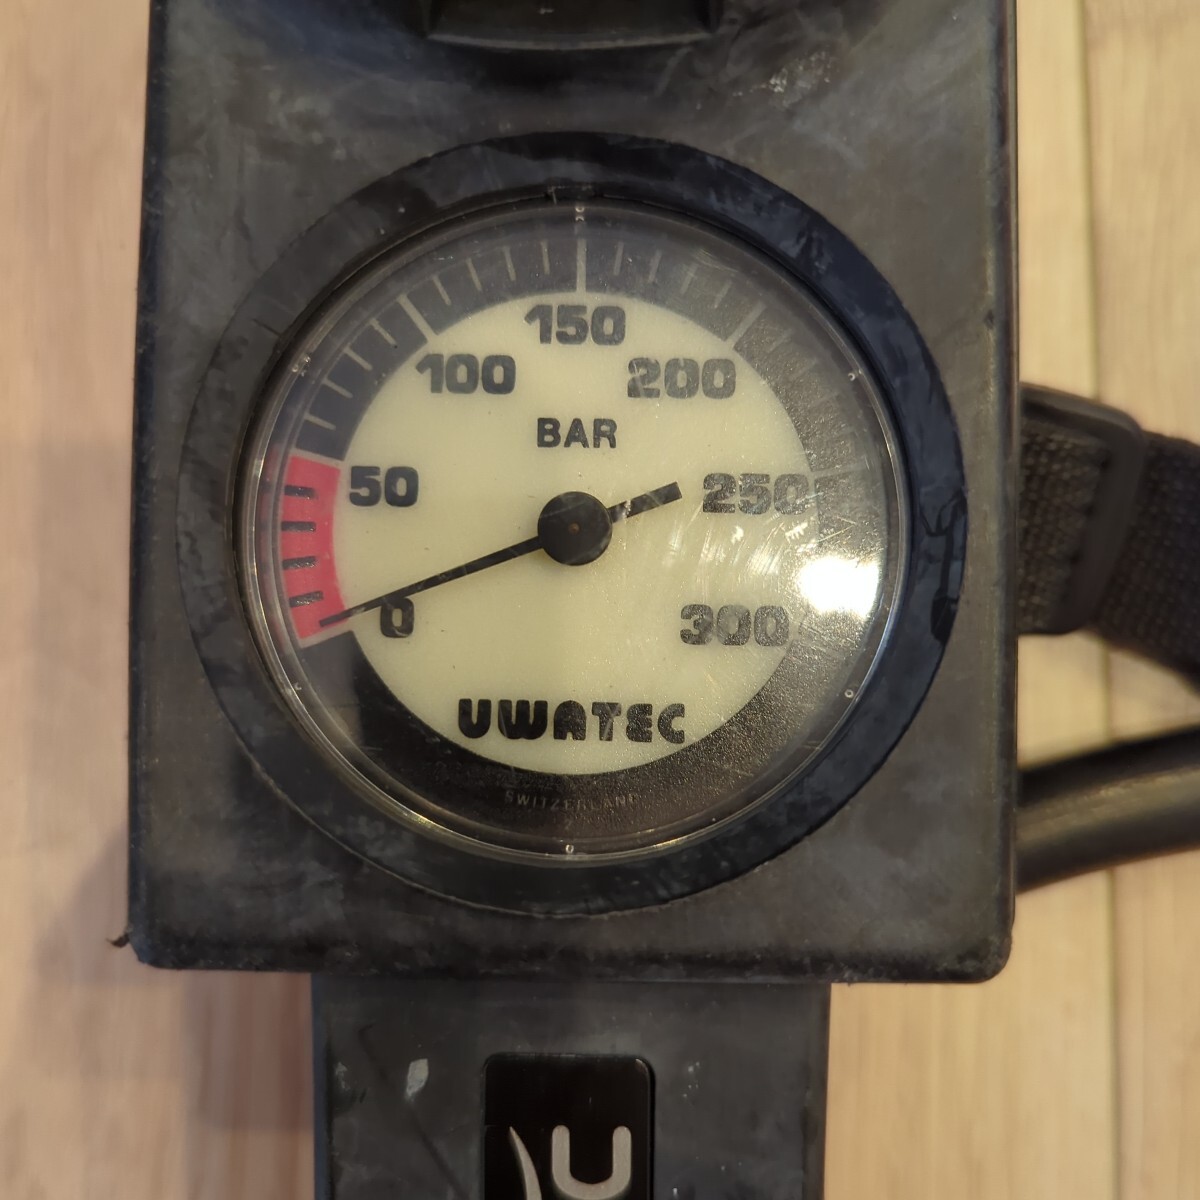 150
100 200
BAR
50 250
0 300
UWATEC
SWITZERLAND
U